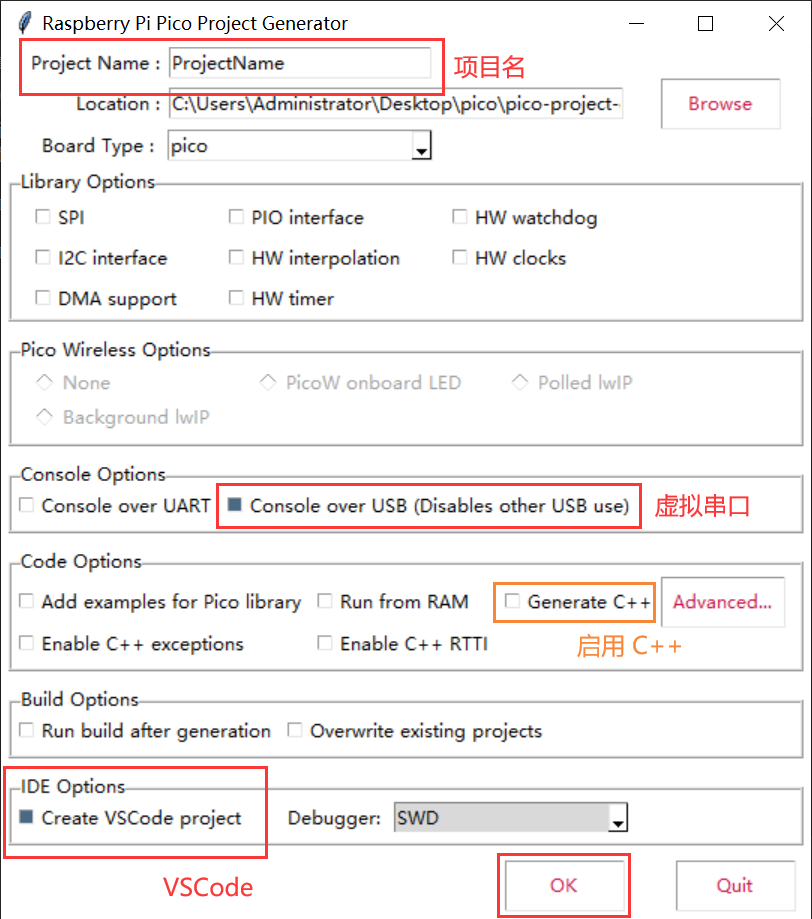 Raspberry Pi Pico Project Generator
Project Name : ProjectName 项目名
Location : C:\Users\Administrator\Desktop\pico\pico-project- Browse
Board Type : pico
Library Options
SPI PIO interface HW watchdog
I2C interface HW interpolation HW clocks
DMA support HW timer
Pico Wireless Options
None PicoW onboard LED Polled lwIP
Background lwIP
Console Options
Console over UART Console over USB (Disables other USB use) 虚拟串口
Code Options
Add examples for Pico library Run from RAM Generate C++ Advanced...
Enable C++ exceptions Enable C++ RTTI 启用 C++
Build Options
Run build after generation Overwrite existing projects
IDE Options
Create VSCode project Debugger: SWD
VSCode OK Quit